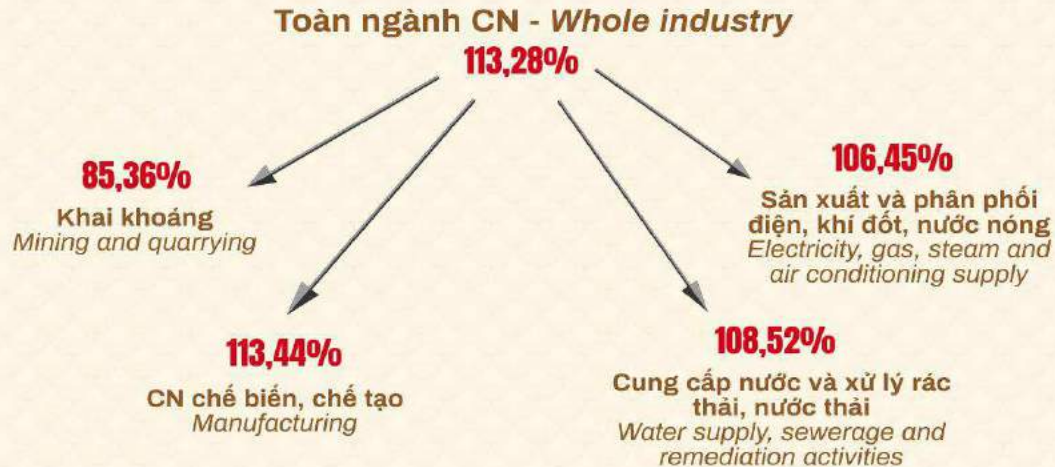 Toàn ngành CN - Whole industry
113,28%
85,36%
Khai khoáng
Mining and quarrying
106,45%
Sản xuất và phân phối
điện, khí đốt, nước nóng
Electricity, gas, steam and
air conditioning supply
113,44%
CN chế biến, chế tạo
Manufacturing
108,52%
Cung cấp nước và xử lý rác
thải, nước thải
Water supply, sewerage and
remediation activities